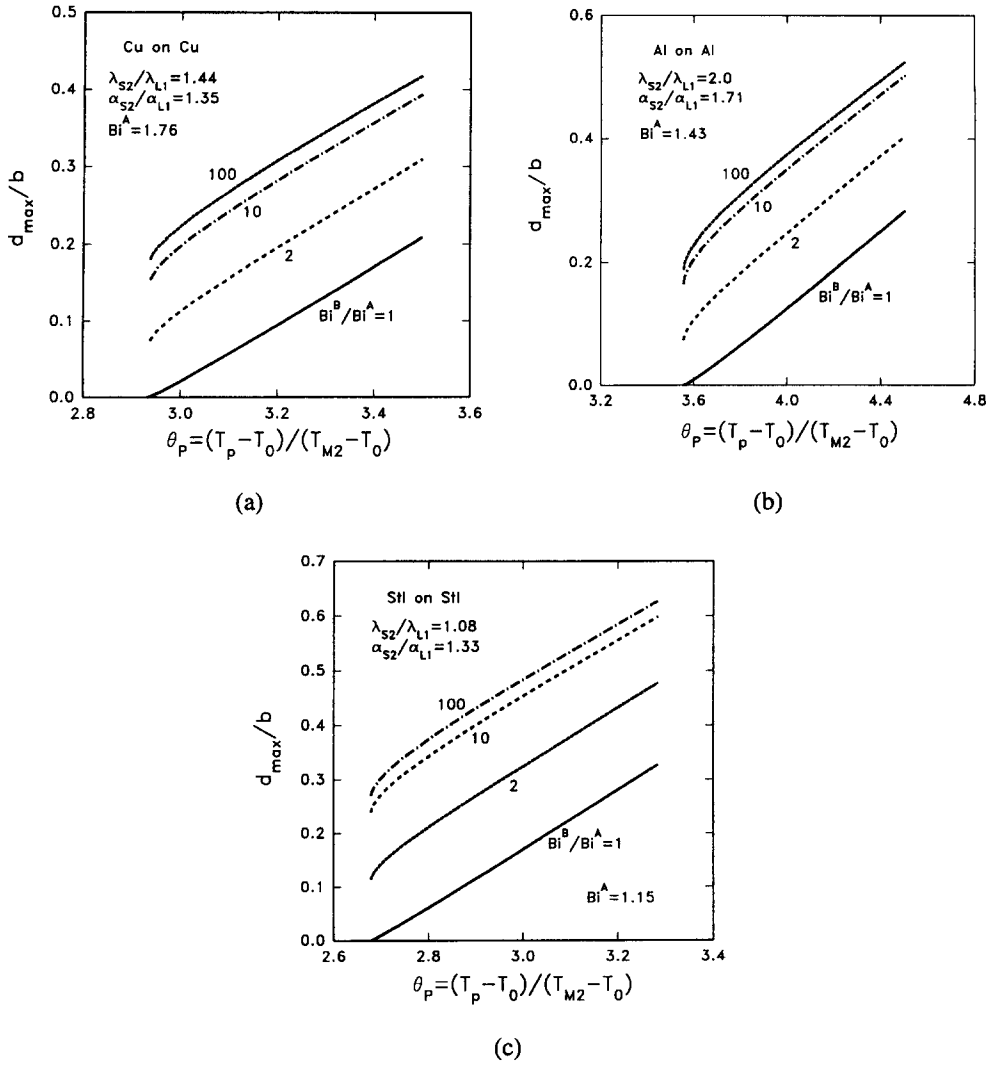 0.5
0.4
0.3
0.2
0.1
0.0
d_max/b
Cu on Cu
λ_S2/λ_L1=1.44
α_S2/α_L1=1.35
Bi^A=1.76
100
10
2
Bi^B/Bi^A=1
2.8 3.0 3.2 3.4 3.6
θ_P=(T_p−T_0)/(T_M2−T_0)
(a)
0.6
0.4
0.2
0.0
d_max/b
Al on Al
λ_S2/λ_L1=2.0
α_S2/α_L1=1.71
Bi^A=1.43
100
10
2
Bi^B/Bi^A=1
3.2 3.6 4.0 4.4 4.8
θ_P=(T_p−T_0)/(T_M2−T_0)
(b)
0.7
0.6
0.5
0.4
0.3
0.2
0.1
0.0
d_max/b
Stl on Stl
λ_S2/λ_L1=1.08
α_S2/α_L1=1.33
100
10
2
Bi^B/Bi^A=1
Bi^A=1.15
2.6 2.8 3.0 3.2 3.4
θ_P=(T_p−T_0)/(T_M2−T_0)
(c)